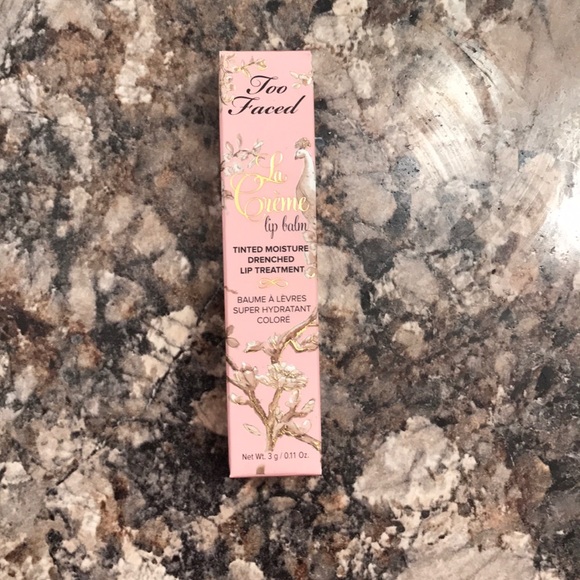 Too
Faced
La
Crème
lip balm
TINTED MOISTURE
DRENCHED
LIP TREATMENT
BAUME À LÈVRES
SUPER HYDRATANT
COLORÉ
Net Wt. 3 g / 0.11 Oz.